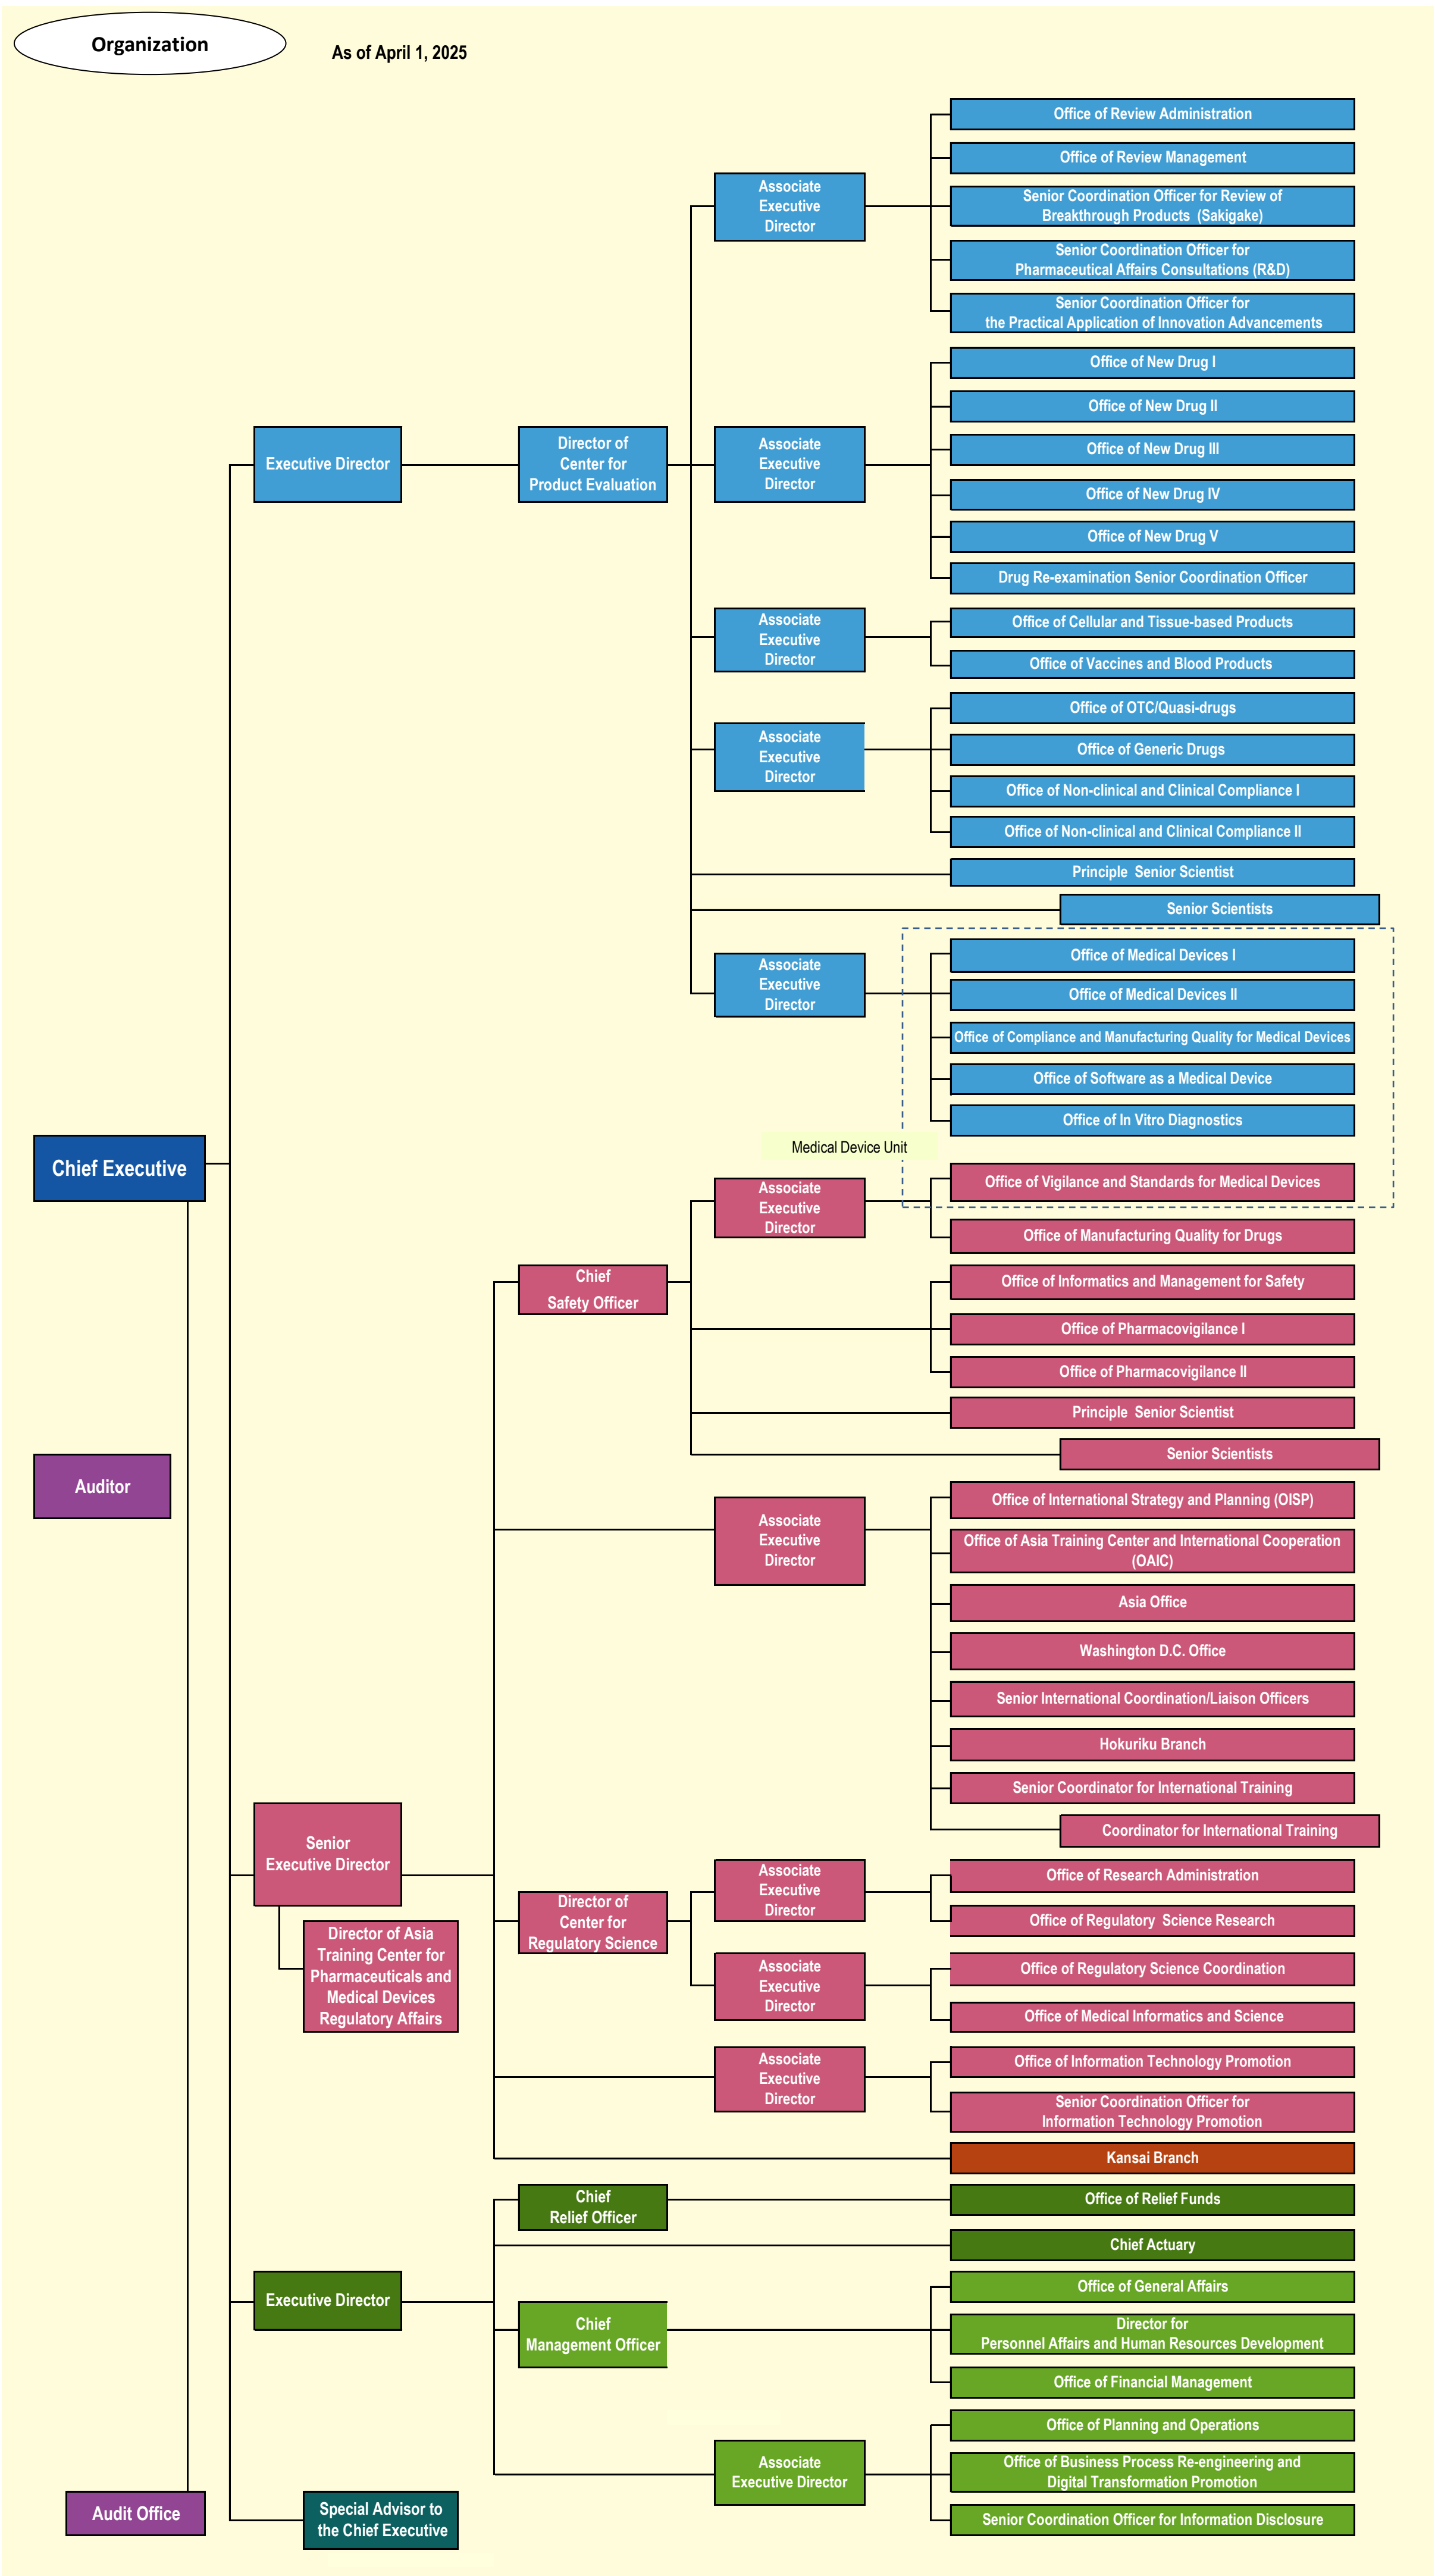 Organization
As of April 1, 2025
Office of Review Administration
Office of Review Management
Associate
Executive
Director
Senior Coordination Officer for Review of
Breakthrough Products (Sakigake)
Senior Coordination Officer for
Pharmaceutical Affairs Consultations (R&D)
Senior Coordination Officer for
the Practical Application of Innovation Advancements
Office of New Drug I
Office of New Drug II
Executive Director
Director of
Center for
Product Evaluation
Associate
Executive
Director
Office of New Drug III
Office of New Drug IV
Office of New Drug V
Drug Re-examination Senior Coordination Officer
Associate
Executive
Director
Office of Cellular and Tissue-based Products
Office of Vaccines and Blood Products
Associate
Executive
Director
Office of OTC/Quasi-drugs
Office of Generic Drugs
Office of Non-clinical and Clinical Compliance I
Office of Non-clinical and Clinical Compliance II
Principle Senior Scientist
Senior Scientists
Associate
Executive
Director
Office of Medical Devices I
Office of Medical Devices II
Office of Compliance and Manufacturing Quality for Medical Devices
Office of Software as a Medical Device
Office of In Vitro Diagnostics
Chief Executive
Medical Device Unit
Associate
Executive
Director
Office of Vigilance and Standards for Medical Devices
Office of Manufacturing Quality for Drugs
Chief
Safety Officer
Office of Informatics and Management for Safety
Office of Pharmacovigilance I
Office of Pharmacovigilance II
Principle Senior Scientist
Senior Scientists
Auditor
Associate
Executive
Director
Office of International Strategy and Planning (OISP)
Office of Asia Training Center and International Cooperation
(OAIC)
Asia Office
Washington D.C. Office
Senior International Coordination/Liaison Officers
Hokuriku Branch
Senior Coordinator for International Training
Coordinator for International Training
Senior
Executive Director
Director of Asia
Training Center for
Pharmaceuticals and
Medical Devices
Regulatory Affairs
Director of
Center for
Regulatory Science
Associate
Executive
Director
Office of Research Administration
Office of Regulatory Science Research
Associate
Executive
Director
Office of Regulatory Science Coordination
Office of Medical Informatics and Science
Associate
Executive
Director
Office of Information Technology Promotion
Senior Coordination Officer for
Information Technology Promotion
Kansai Branch
Chief
Relief Officer
Office of Relief Funds
Chief Actuary
Executive Director
Chief
Management Officer
Office of General Affairs
Director for
Personnel Affairs and Human Resources Development
Office of Financial Management
Associate
Executive Director
Office of Planning and Operations
Office of Business Process Re-engineering and
Digital Transformation Promotion
Senior Coordination Officer for Information Disclosure
Audit Office
Special Advisor to
the Chief Executive